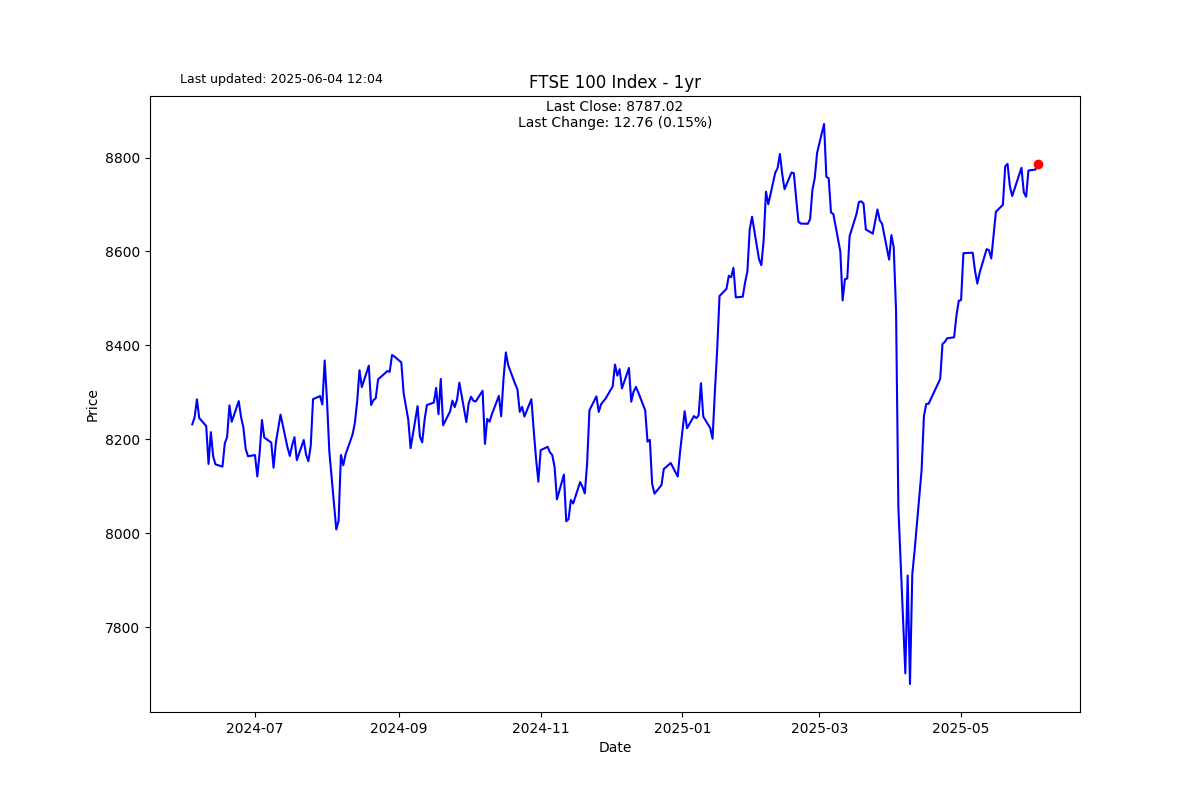 Last updated: 2025-06-04 12:04
FTSE 100 Index - 1yr
Last Close: 8787.02
Last Change: 12.76 (0.15%)
8800
8600
8400
8200
8000
7800
Price
2024-07
2024-09
2024-11
2025-01
2025-03
2025-05
Date